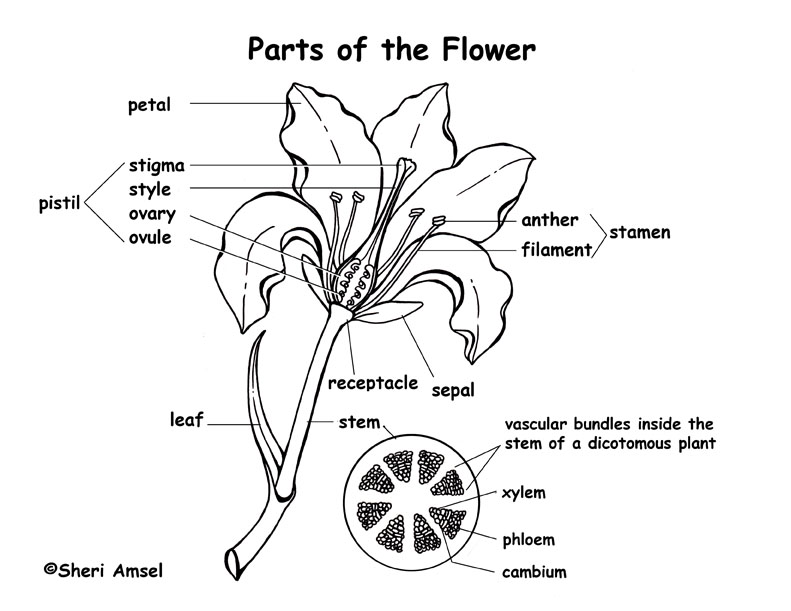 Parts of the Flower
petal
stigma
style
pistil
ovary
ovule
anther
stamen
filament
receptacle
sepal
leaf
stem
vascular bundles inside the
stem of a dicotomous plant
xylem
phloem
cambium
©Sheri Amsel